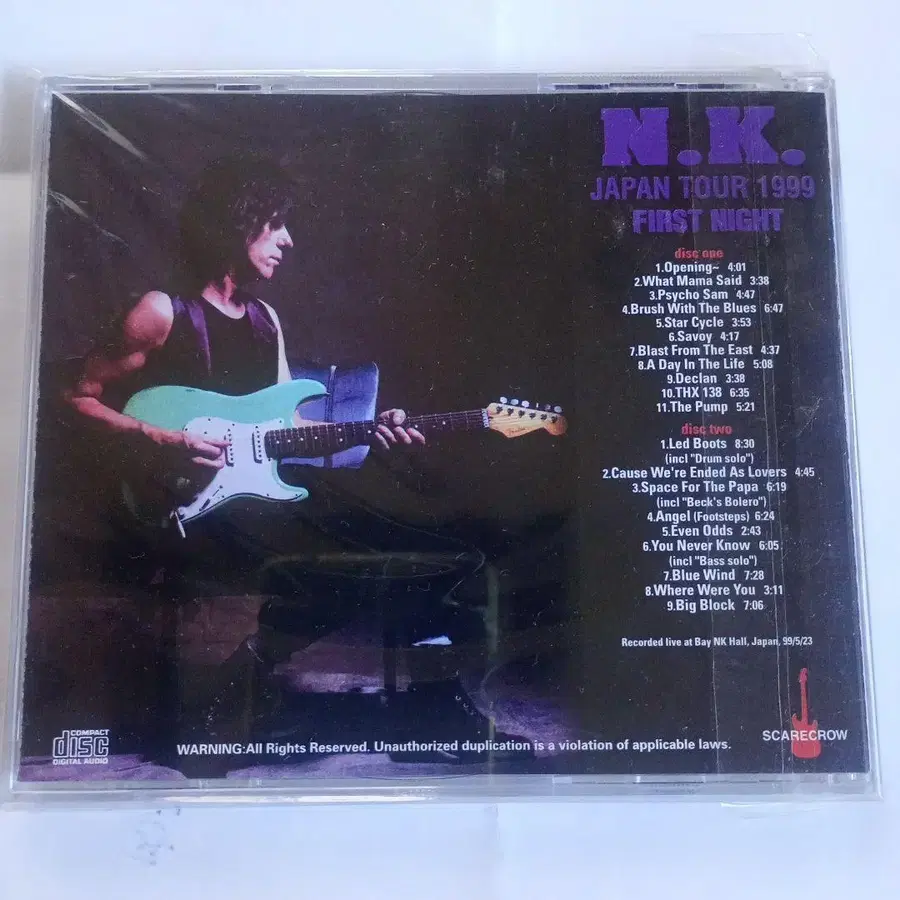 N.K.
JAPAN TOUR 1999
FIRST NIGHT
disc one
1.Opening~ 4:01
2.What Mama Said 3:38
3.Psycho Sam 4:47
4.Brush With The Blues 6:47
5.Star Cycle 3:53
6.Savoy 4:17
7.Blast From The East 4:37
8.A Day In The Life 5:08
9.Declan 3:38
10.THX 138 6:35
11.The Pump 5:21
disc two
1.Led Boots 8:30
(incl "Drum solo")
2.Cause We're Ended As Lovers 4:45
3.Space For The Papa 6:19
(incl "Beck's Bolero")
4.Angel (Footsteps) 6:24
5.Even Odds 2:43
6.You Never Know 6:05
(incl "Bass solo")
7.Blue Wind 7:28
8.Where Were You 3:11
9.Big Block 7:06
Recorded live at Bay NK Hall, Japan, 99/5/23
COMPACT
disc
DIGITAL AUDIO
WARNING:All Rights Reserved. Unauthorized duplication is a violation of applicable laws.
SCARECROW